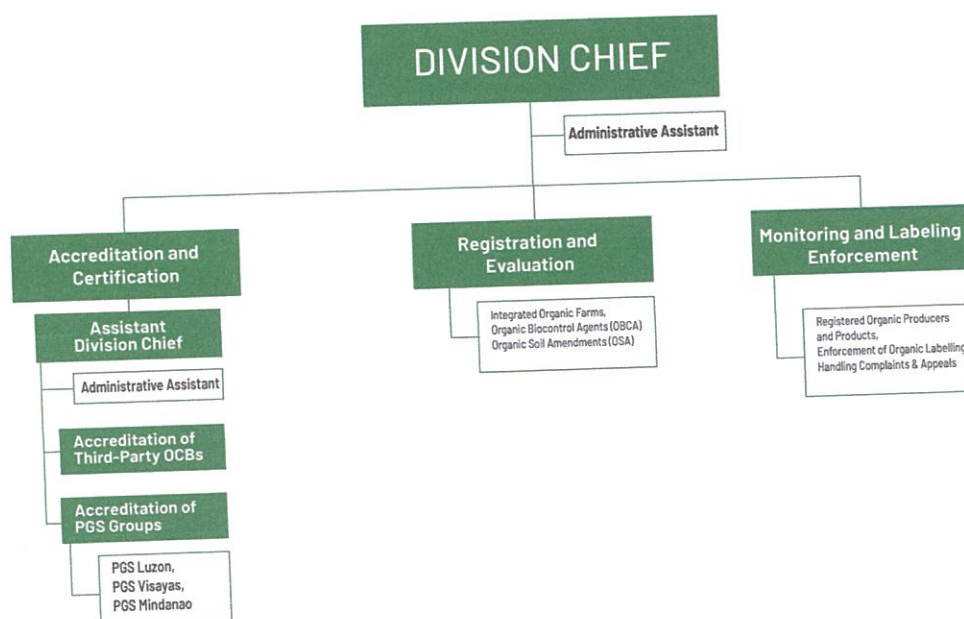 DIVISION CHIEF
Administrative Assistant
Accreditation and
Certification
Assistant
Division Chief
Administrative Assistant
Accreditation of
Third-Party OCBs
Accreditation of
PGS Groups
PGS Luzon,
PGS Visayas,
PGS Mindanao
Registration and
Evaluation
Integrated Organic Farms,
Organic Biocontrol Agents (OBCA)
Organic Soil Amendments (OSA)
Monitoring and Labeling
Enforcement
Registered Organic Producers
and Products,
Enforcement of Organic Labelling
Handling Complaints & Appeals